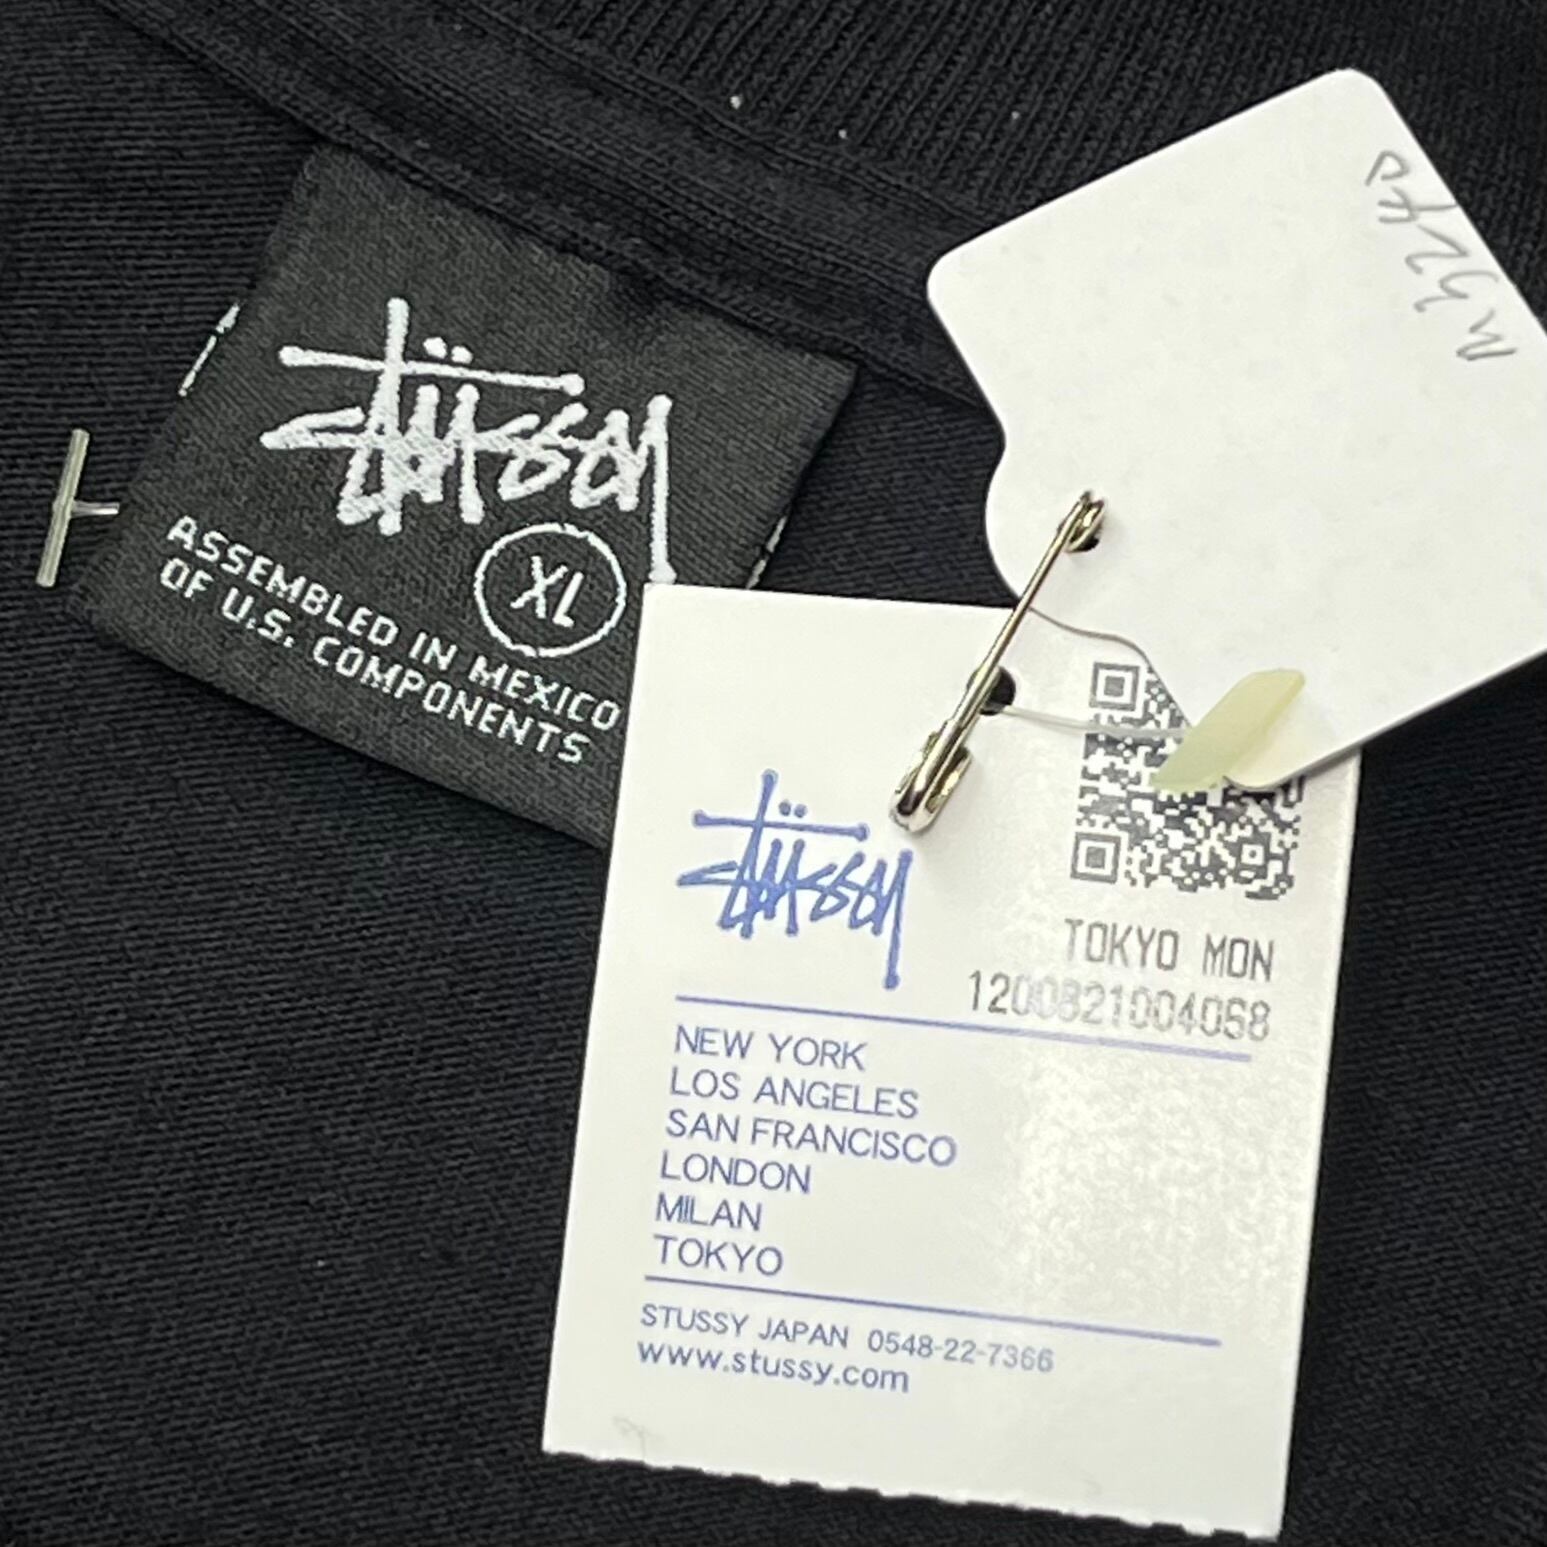 Stüssy
XL
ASSEMBLED IN MEXICO
OF U.S. COMPONENTS
Stüssy
TOKYO MON
1200821004068
NEW YORK
LOS ANGELES
SAN FRANCISCO
LONDON
MILAN
TOKYO
STUSSY JAPAN 0548-22-7366
www.stussy.com